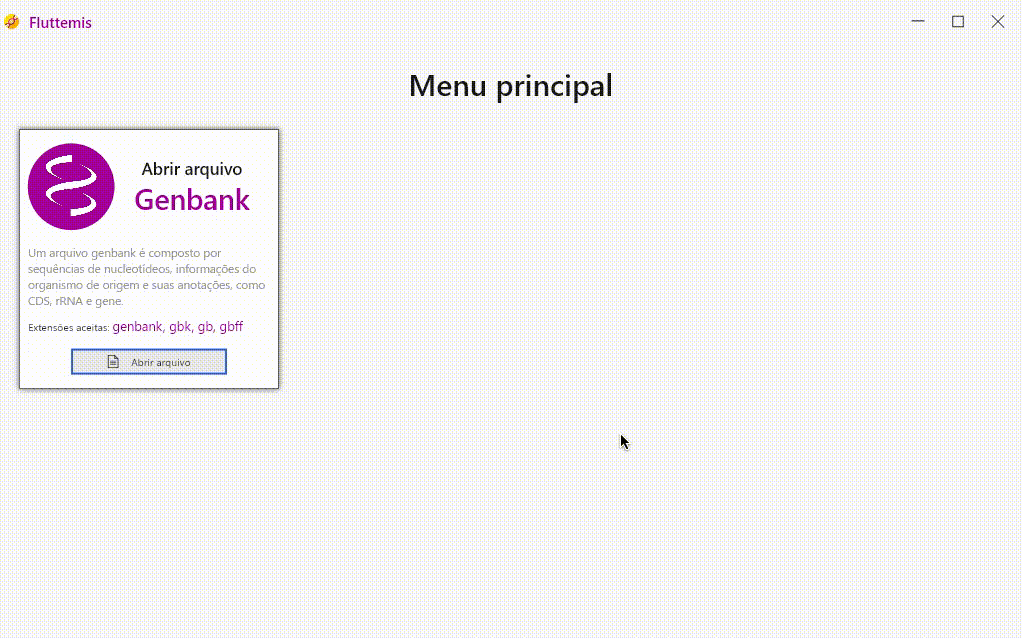 Fluttemis
Menu principal
Abrir arquivo
Genbank
Um arquivo genbank é composto por
sequências de nucleotídeos, informações do
organismo de origem e suas anotações, como
CDS, rRNA e gene.
Extensões aceitas: genbank, gbk, gb, gbff
Abrir arquivo